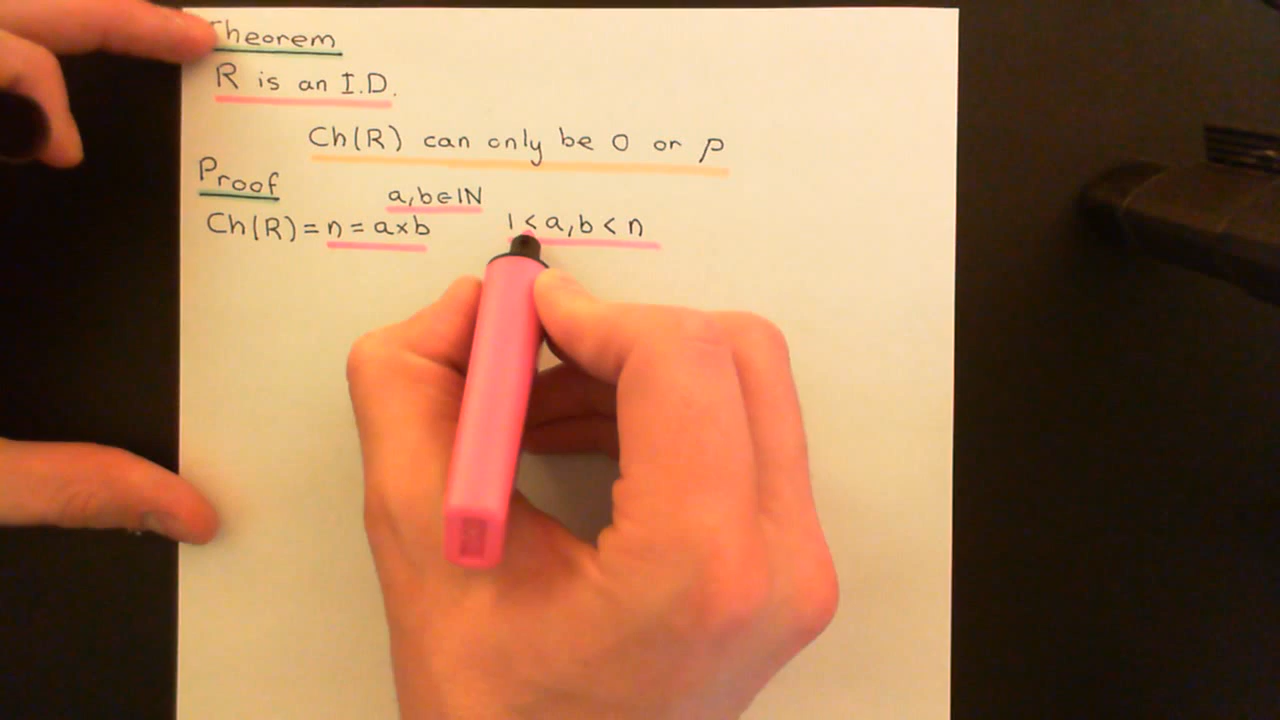 Theorem
R is an I.D.
Ch(R) can only be 0 or p
Proof
a,b∈ℕ
Ch(R) = n = a×b 1 < a,b < n